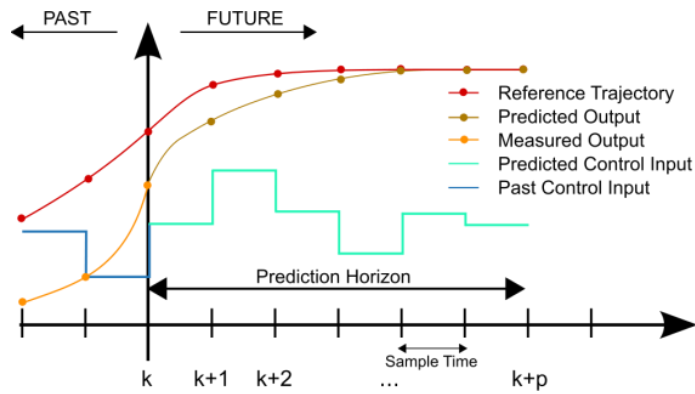 PAST
FUTURE
Reference Trajectory
Predicted Output
Measured Output
Predicted Control Input
Past Control Input
Prediction Horizon
Sample Time
k
k+1
k+2
...
k+p